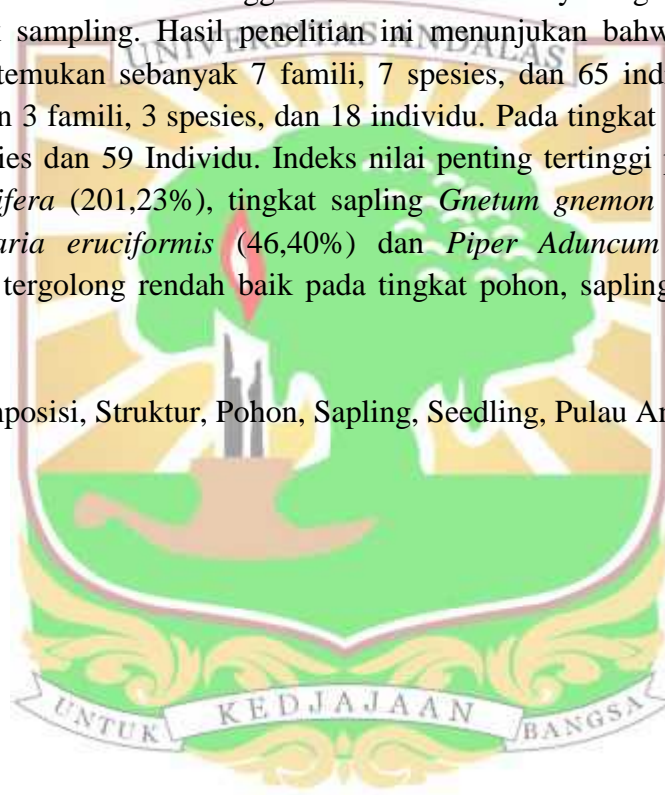 k sampling. Hasil penelitian ini menunjukan bahw
UNIVERSITAS ANDALAS
temukan sebanyak 7 famili, 7 spesies, dan 65 ind
n 3 famili, 3 spesies, dan 18 individu. Pada tingkat
ies dan 59 Individu. Indeks nilai penting tertinggi p
ifera (201,23%), tingkat sapling Gnetum gnemon
aria eruciformis (46,40%) dan Piper Aduncum
tergolong rendah baik pada tingkat pohon, sapling
mposisi, Struktur, Pohon, Sapling, Seedling, Pulau An
UNTUK KEDJAJAAN BANGSA